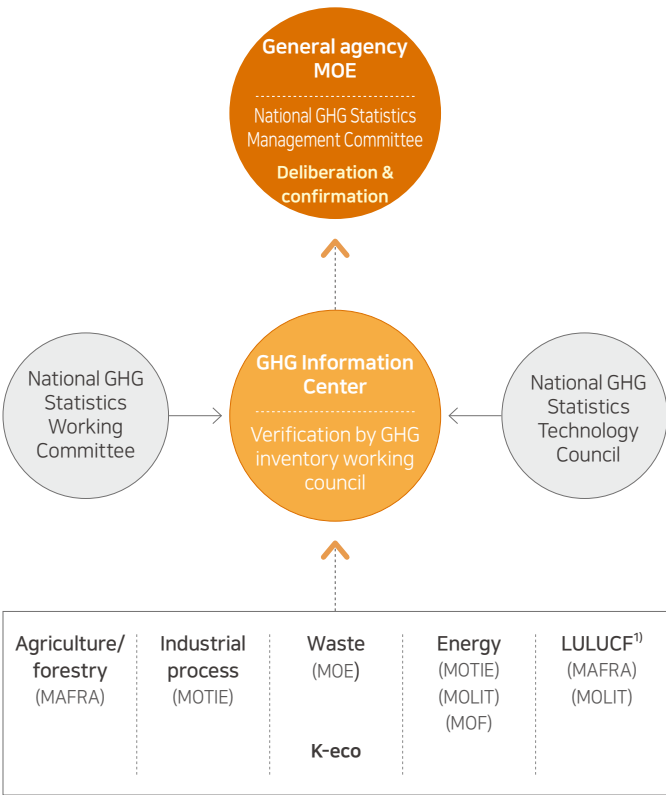 General agency
MOE
National GHG Statistics
Management Committee
Deliberation &
confirmation
National GHG
Statistics
Working
Committee
GHG Information
Center
Verification by GHG
inventory working
council
National GHG
Statistics
Technology
Council
Agriculture/
forestry
(MAFRA)
Industrial
process
(MOTIE)
Waste
(MOE)
K-eco
Energy
(MOTIE)
(MOLIT)
(MOF)
LULUCF1)
(MAFRA)
(MOLIT)